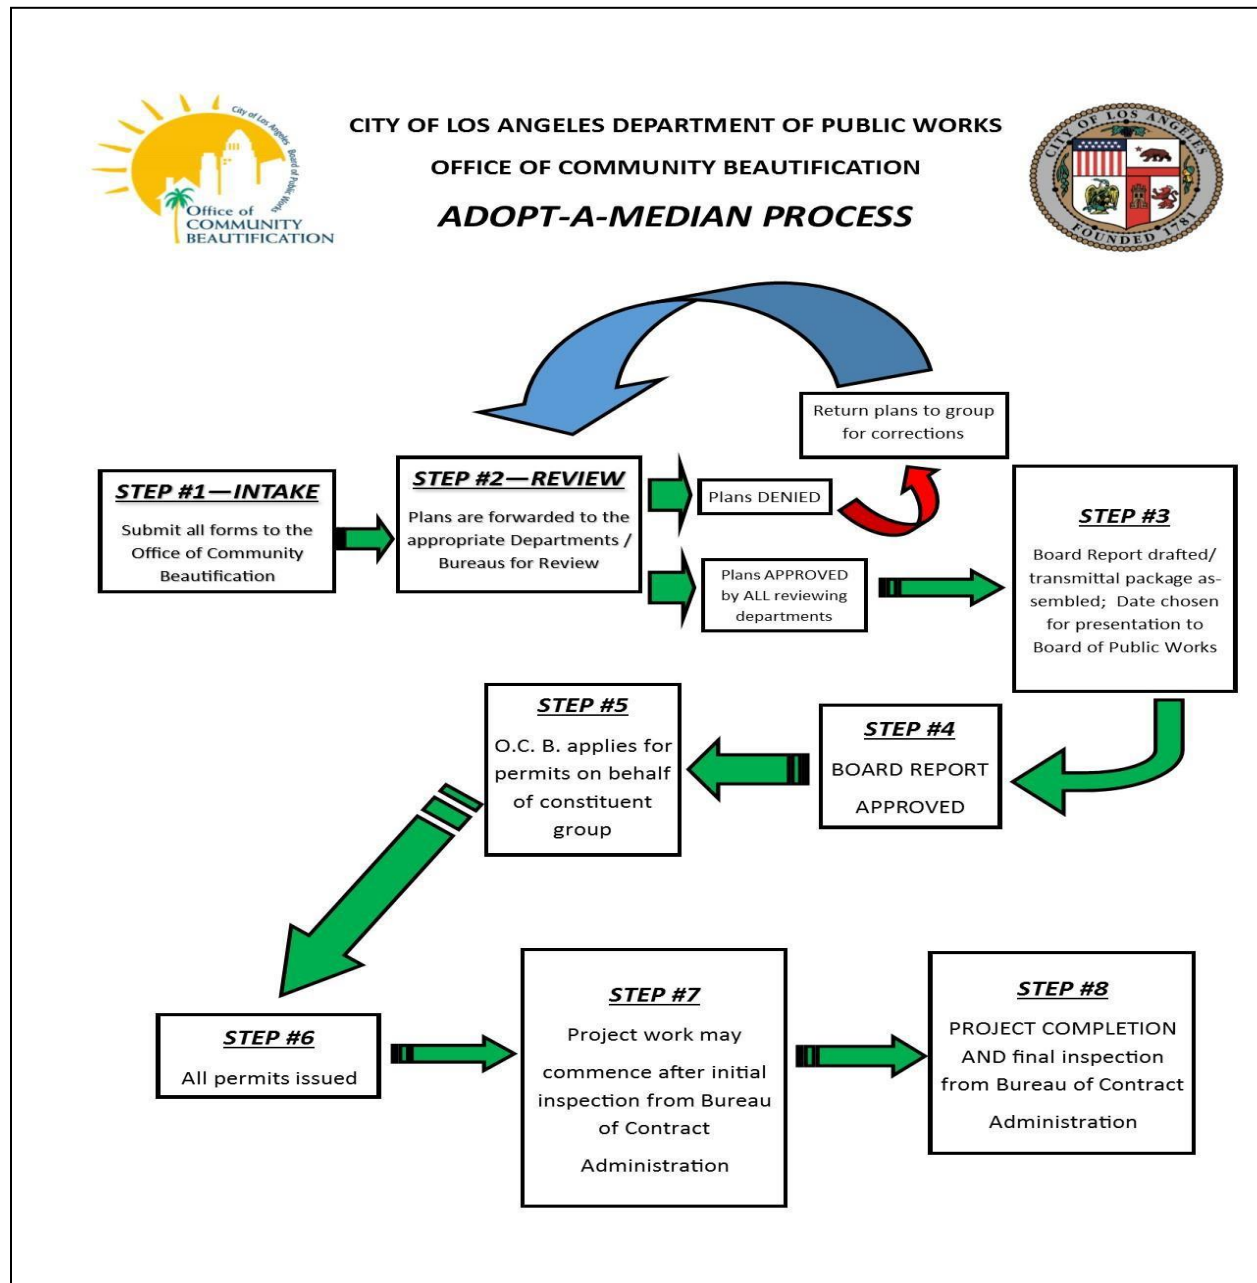 City of Los Angeles Board of Public Works
Office of
COMMUNITY
BEAUTIFICATION
CITY OF LOS ANGELES DEPARTMENT OF PUBLIC WORKS
OFFICE OF COMMUNITY BEAUTIFICATION
ADOPT-A-MEDIAN PROCESS
CITY OF LOS ANGELES
FOUNDED 1781
Return plans to group
for corrections
STEP #1—INTAKE
Submit all forms to the
Office of Community
Beautification
STEP #2—REVIEW
Plans are forwarded to the
appropriate Departments /
Bureaus for Review
Plans DENIED
Plans APPROVED
by ALL reviewing
departments
STEP #3
Board Report drafted/
transmittal package as-
sembled; Date chosen
for presentation to
Board of Public Works
STEP #4
BOARD REPORT
APPROVED
STEP #5
O.C. B. applies for
permits on behalf
of constituent
group
STEP #6
All permits issued
STEP #7
Project work may
commence after initial
inspection from Bureau
of Contract
Administration
STEP #8
PROJECT COMPLETION
AND final inspection
from Bureau of Contract
Administration